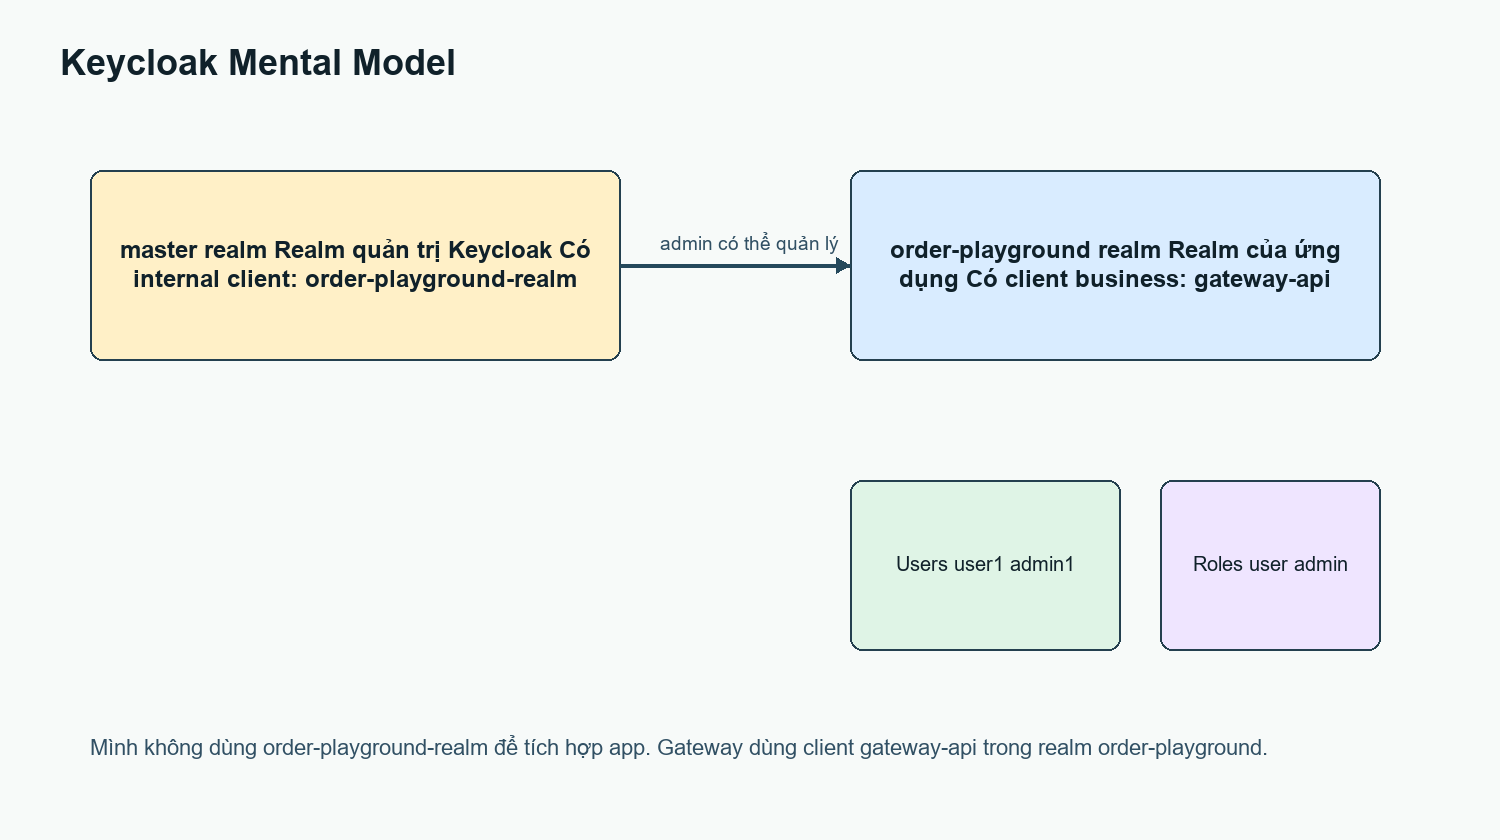 Keycloak Mental Model
master realm Realm quản trị Keycloak Có
internal client: order-playground-realm
admin có thể quản lý
order-playground realm Realm của ứng
dụng Có client business: gateway-api
Users user1 admin1
Roles user admin
Mình không dùng order-playground-realm để tích hợp app. Gateway dùng client gateway-api trong realm order-playground.